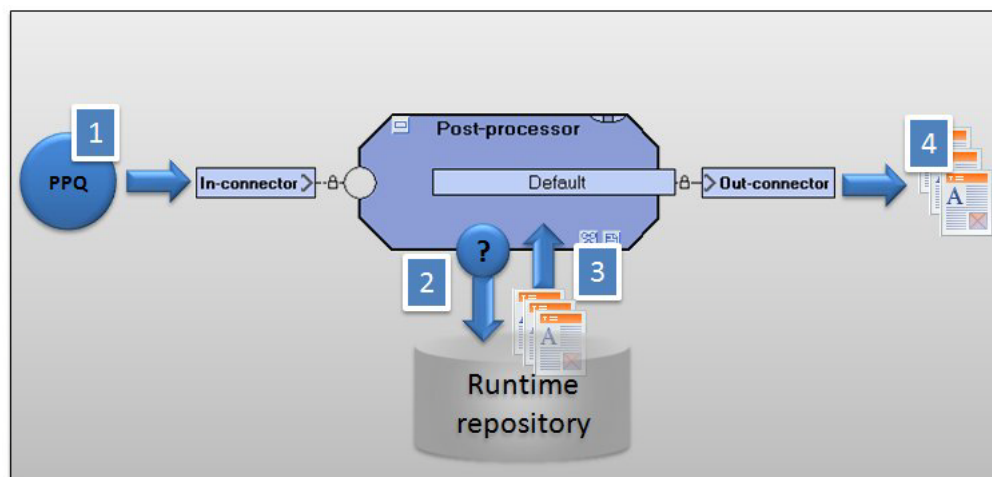 1
PPQ
In-connector
Post-processor
Default
Out-connector
4
A
2
?
3
A
Runtime
repository